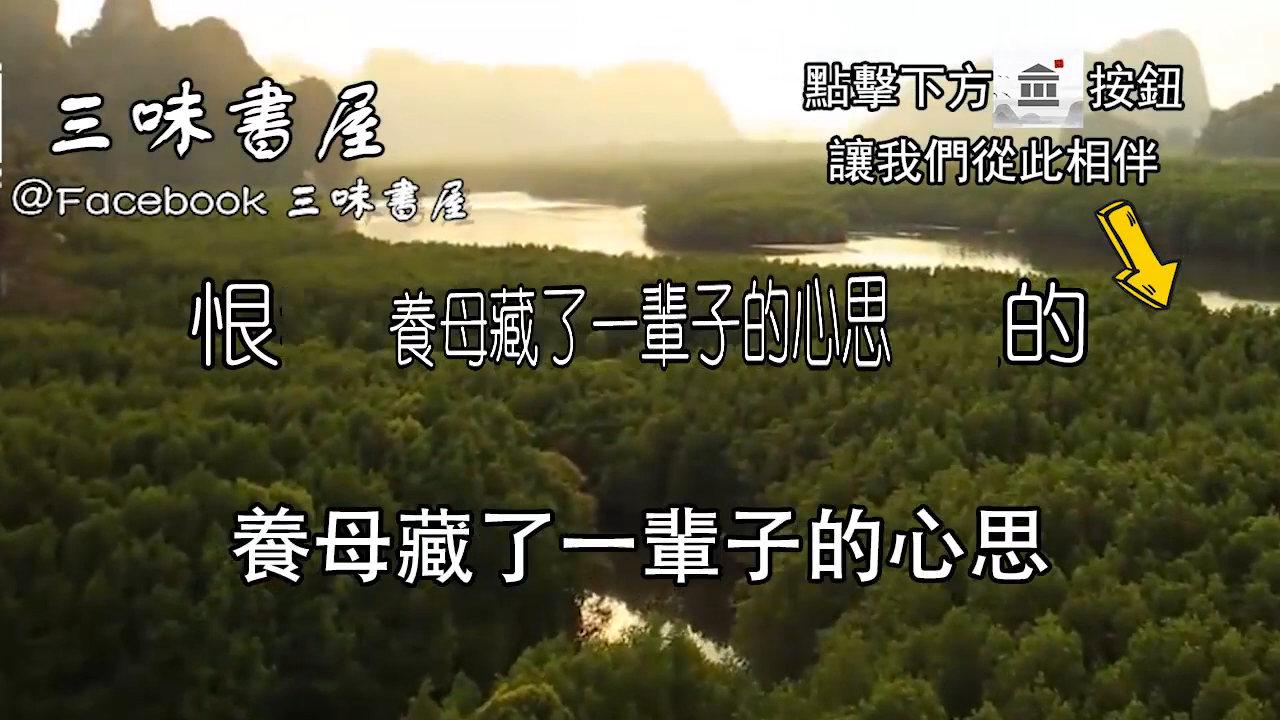 三味書屋
@Facebook 三味書屋
點擊下方 按鈕
讓我們從此相伴
恨 養母藏了一輩子的心思 的
養母藏了一輩子的心思